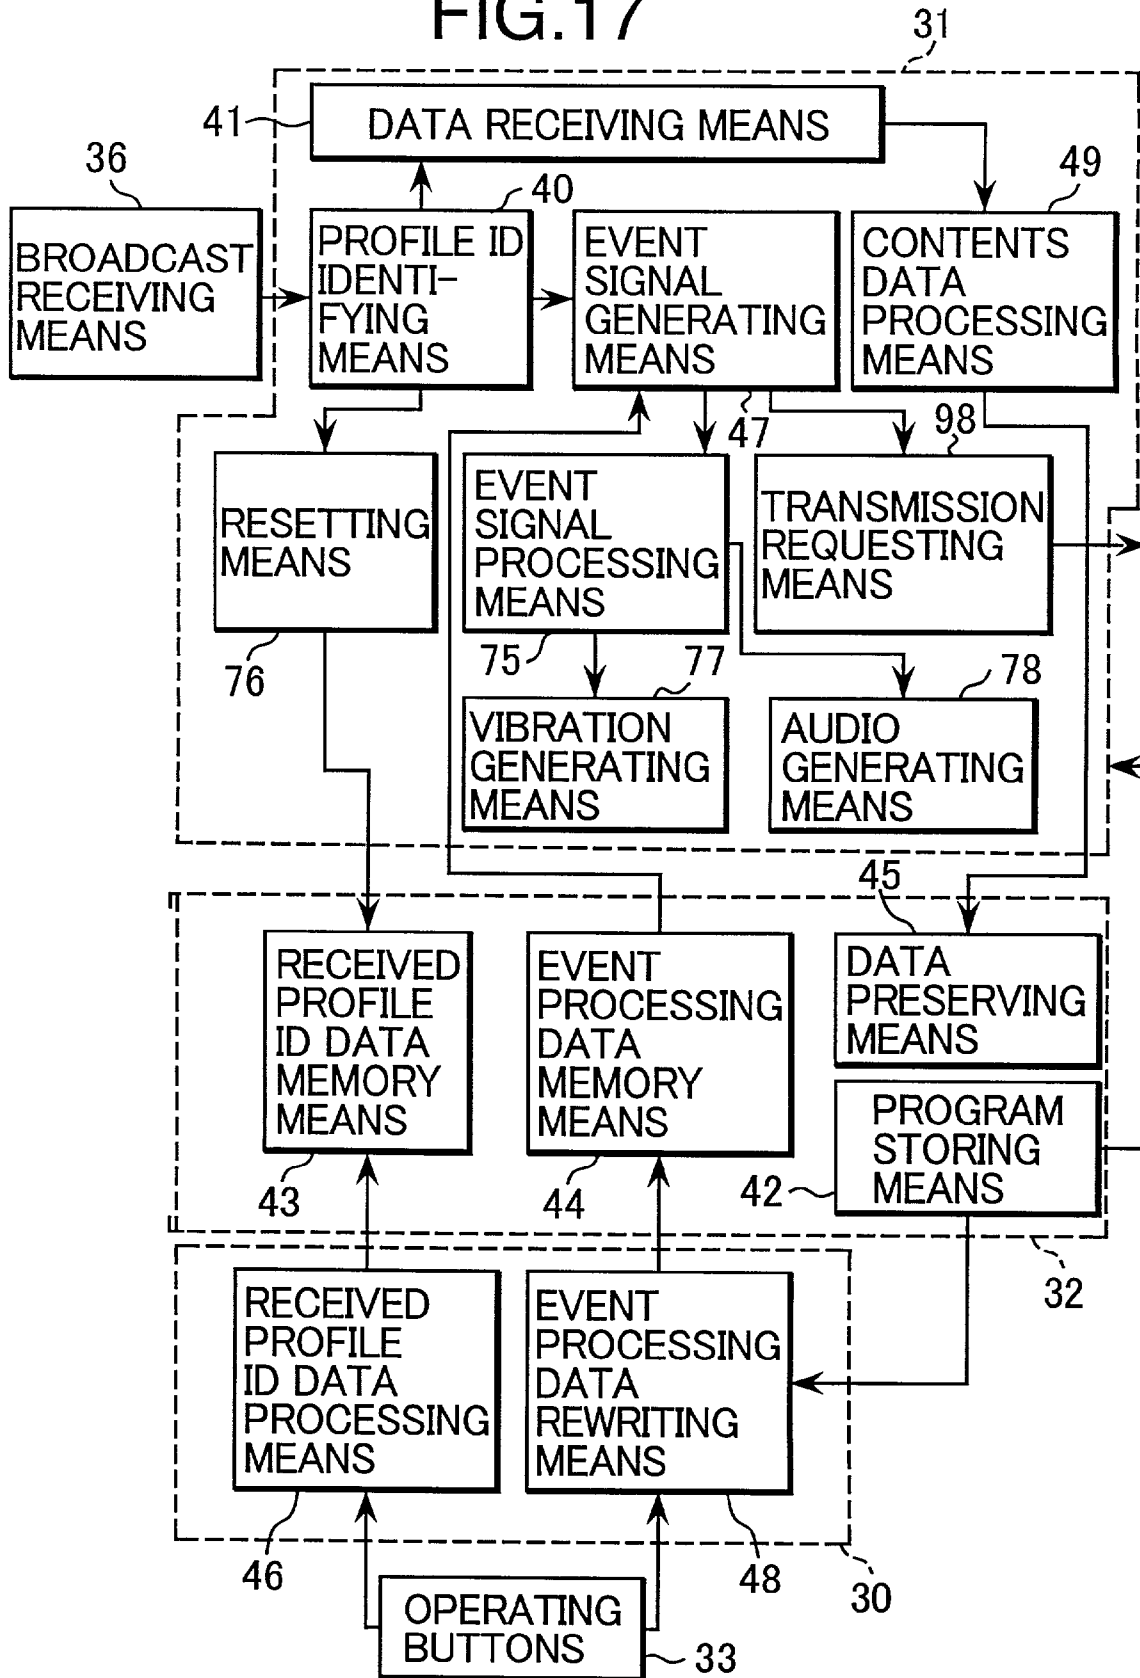 FIG.17
31
41
DATA RECEIVING MEANS
36
40
49
BROADCAST
RECEIVING
MEANS
PROFILE ID
IDENTI-
FYING
MEANS
EVENT
SIGNAL
GENERATING
MEANS
CONTENTS
DATA
PROCESSING
MEANS
47
98
RESETTING
MEANS
EVENT
SIGNAL
PROCESSING
MEANS
TRANSMISSION
REQUESTING
MEANS
76
75
77
78
VIBRATION
GENERATING
MEANS
AUDIO
GENERATING
MEANS
45
RECEIVED
PROFILE
ID DATA
MEMORY
MEANS
EVENT
PROCESSING
DATA
MEMORY
MEANS
DATA
PRESERVING
MEANS
PROGRAM
STORING
MEANS
43
44
42
32
RECEIVED
PROFILE
ID DATA
PROCESSING
MEANS
EVENT
PROCESSING
DATA
REWRITING
MEANS
46
48
30
OPERATING
BUTTONS
33